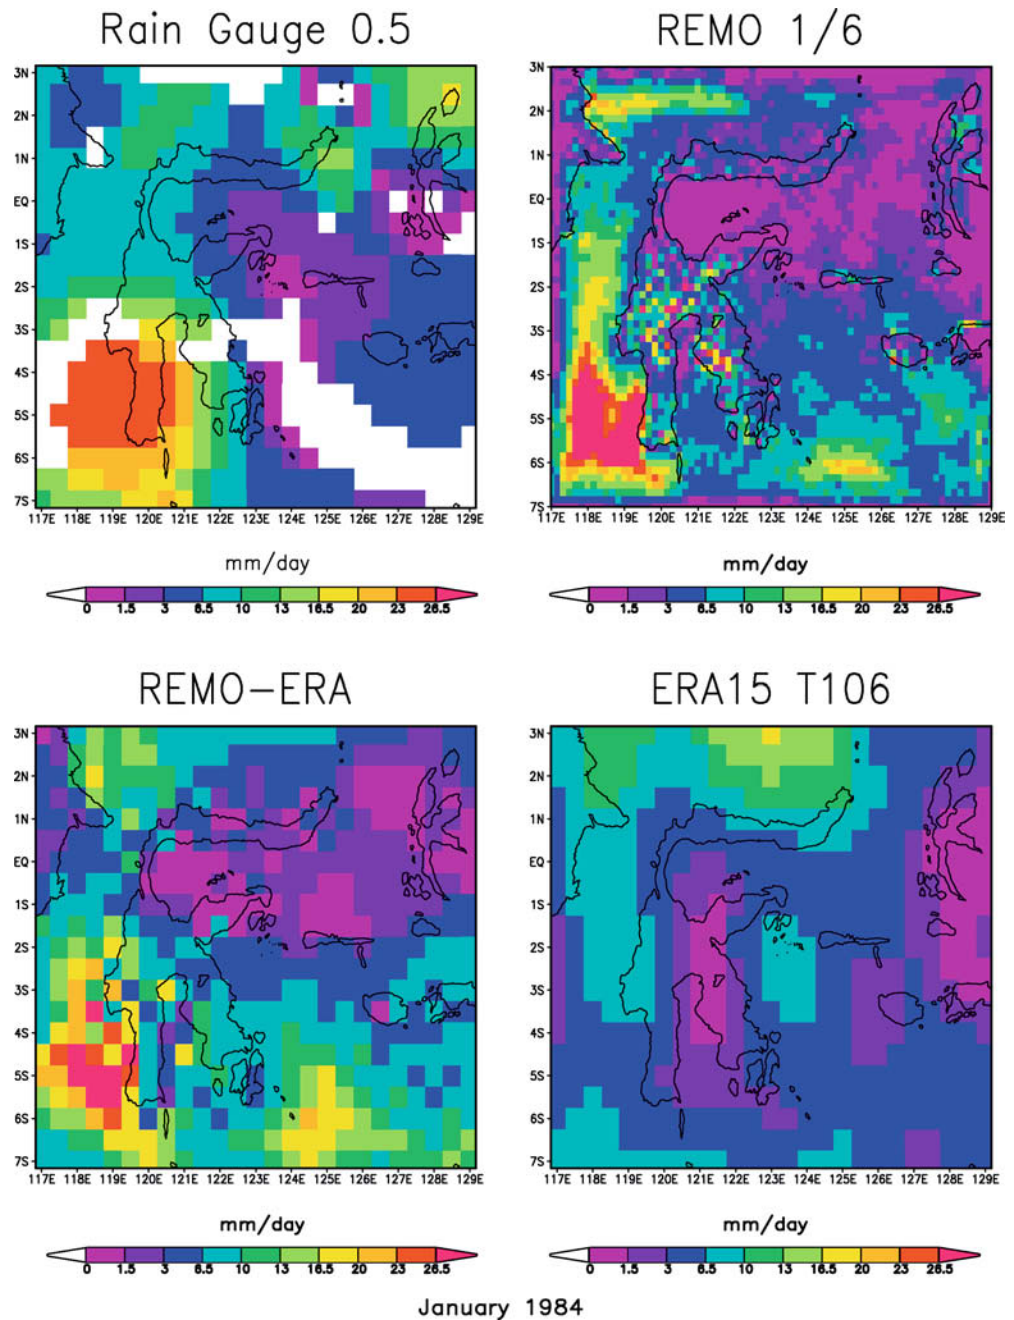 Rain Gauge 0.5
REMO 1/6
3N
2N
1N
EQ
1S
2S
3S
4S
5S
6S
7S
117E 118E 119E 120E 121E 122E 123E 124E 125E 126E 127E 128E 129E
3N
2N
1N
EQ
1S
2S
3S
4S
5S
6S
7S
117E 118E 119E 120E 121E 122E 123E 124E 125E 126E 127E 128E 129E
mm/day
0 1.5 3 6.5 10 13 16.5 20 23 26.5
mm/day
0 1.5 3 6.5 10 13 16.5 20 23 26.5
REMO-ERA
ERA15 T106
3N
2N
1N
EQ
1S
2S
3S
4S
5S
6S
7S
117E 118E 119E 120E 121E 122E 123E 124E 125E 126E 127E 128E 129E
3N
2N
1N
EQ
1S
2S
3S
4S
5S
6S
7S
117E 118E 119E 120E 121E 122E 123E 124E 125E 126E 127E 128E 129E
mm/day
0 1.5 3 6.5 10 13 16.5 20 23 26.5
mm/day
0 1.5 3 6.5 10 13 16.5 20 23 26.5
January 1984